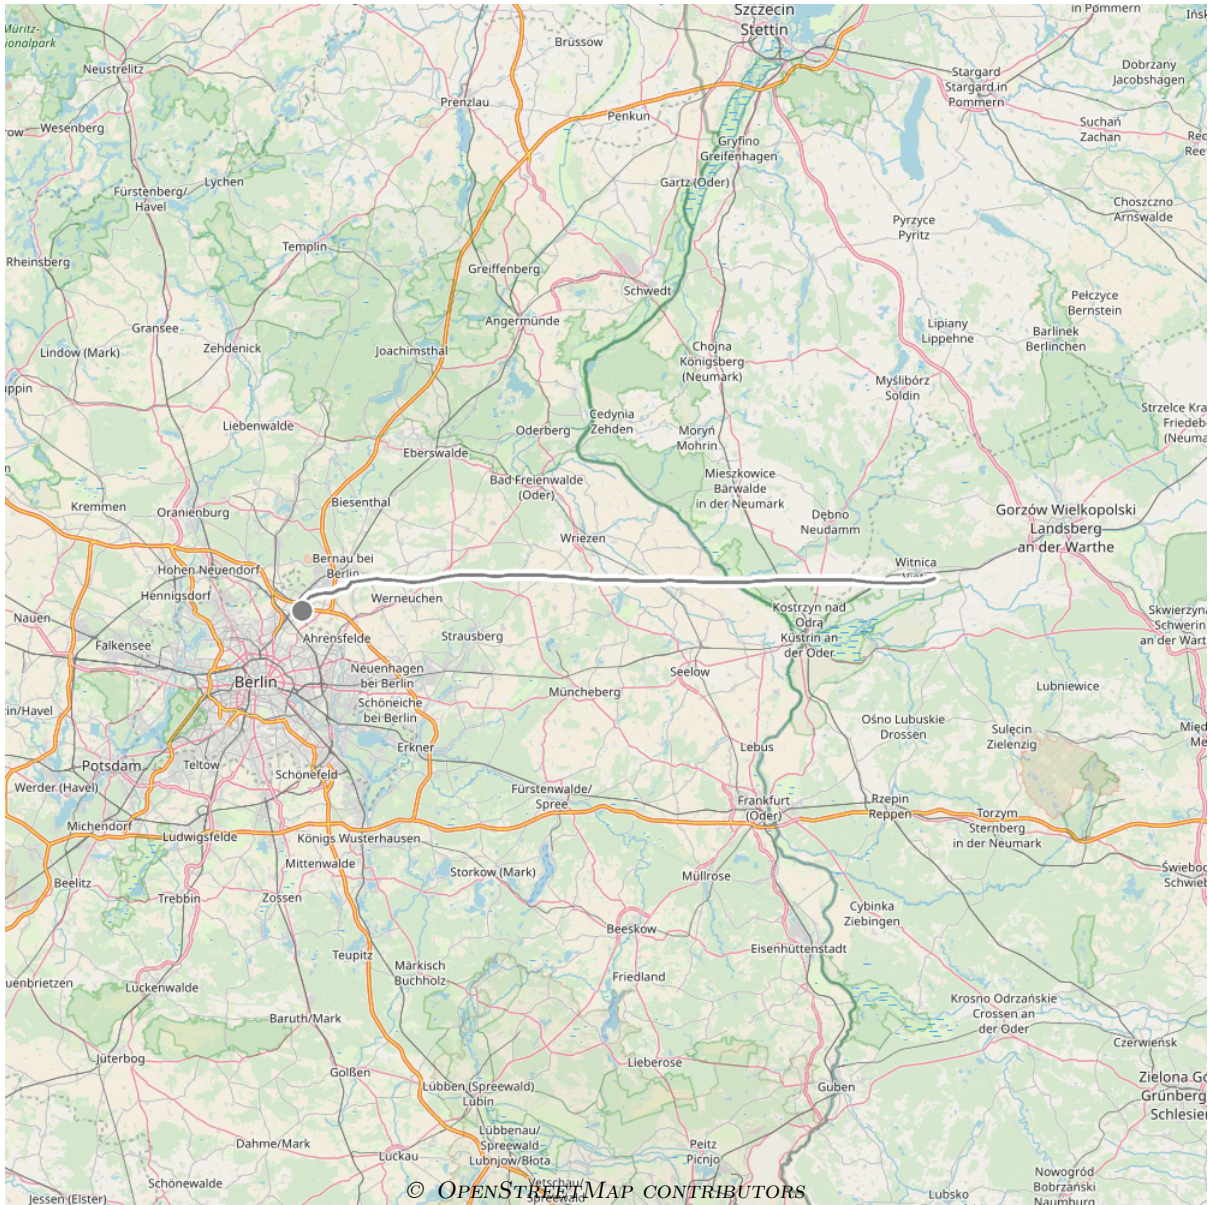 Szczecin
Stettin
in Pommern
Müritz-
Brüssow
Neustrelitz
Dobrzany
Jacobshagen
Stargard
Stargard in
Pommern
Prenzlau
Penkun
Wesenberg
Suchań
Zachan
Gryfino
Greifenhagen
Gartz (Oder)
Lychen
Fürstenberg/
Havel
Choszczno
Arnswalde
Pyrzyce
Pyritz
Templin
Rheinsberg
Greiffenberg
Schwedt
Pełczyce
Bernstein
Angermünde
Gransee
Lipiany
Lippehne
Barlinek
Berlinchen
Zehdenick
Lindow (Mark)
Joachimsthal
Chojna
Königsberg
(Neumark)
Myślibórz
Soldin
Cedynia
Zehden
Liebenwalde
Oderberg
Moryń
Mohrin
Eberswalde
Bad Freienwalde
(Oder)
Mieszkowice
Bärwalde
in der Neumark
Biesenthal
Kremmen
Oranienburg
Dębno
Neudamm
Gorzów Wielkopolski
Landsberg
an der Warthe
Wriezen
Bernau bei
Berlin
Hohen Neuendorf
Witnica
Hennigsdorf
Werneuchen
Kostrzyn nad
Odrą
Küstrin an
der Oder
Nauen
Falkensee
Ahrensfelde
Strausberg
Neuenhagen
bei Berlin
Seelow
Berlin
Müncheberg
Lubniewice
Schöneiche
bei Berlin
Ośno Lubuskie
Drossen
Sulęcin
Zielenzig
Erkner
Lebus
Potsdam
Teltow
Schönefeld
Werder (Havel)
Fürstenwalde/
Spree
Frankfurt
(Oder)
Rzepin
Reppen
Torzym
Sternberg
in der Neumark
Michendorf
Ludwigsfelde
Königs Wusterhausen
Mittenwalde
Storkow (Mark)
Müllrose
Beelitz
Trebbin
Zossen
Cybinka
Ziebingen
Beeskow
Eisenhüttenstadt
Teupitz
Märkisch
Buchholz
Friedland
Luckenwalde
Krosno Odrzańskie
Crossen an
der Oder
Baruth/Mark
Czerwieńsk
Jüterbog
Lieberose
Golßen
Guben
Lübben (Spreewald)
Lubin
Lübbenau/
Spreewald
Lubnjow/Błota
Dahme/Mark
Luckau
Peitz
Picnjo
Vetschau/
Spreewald
Nowogród
Bobrzański
Naumburg
Jessen (Elster)
Lubsko
© OpenStreetMap contributors